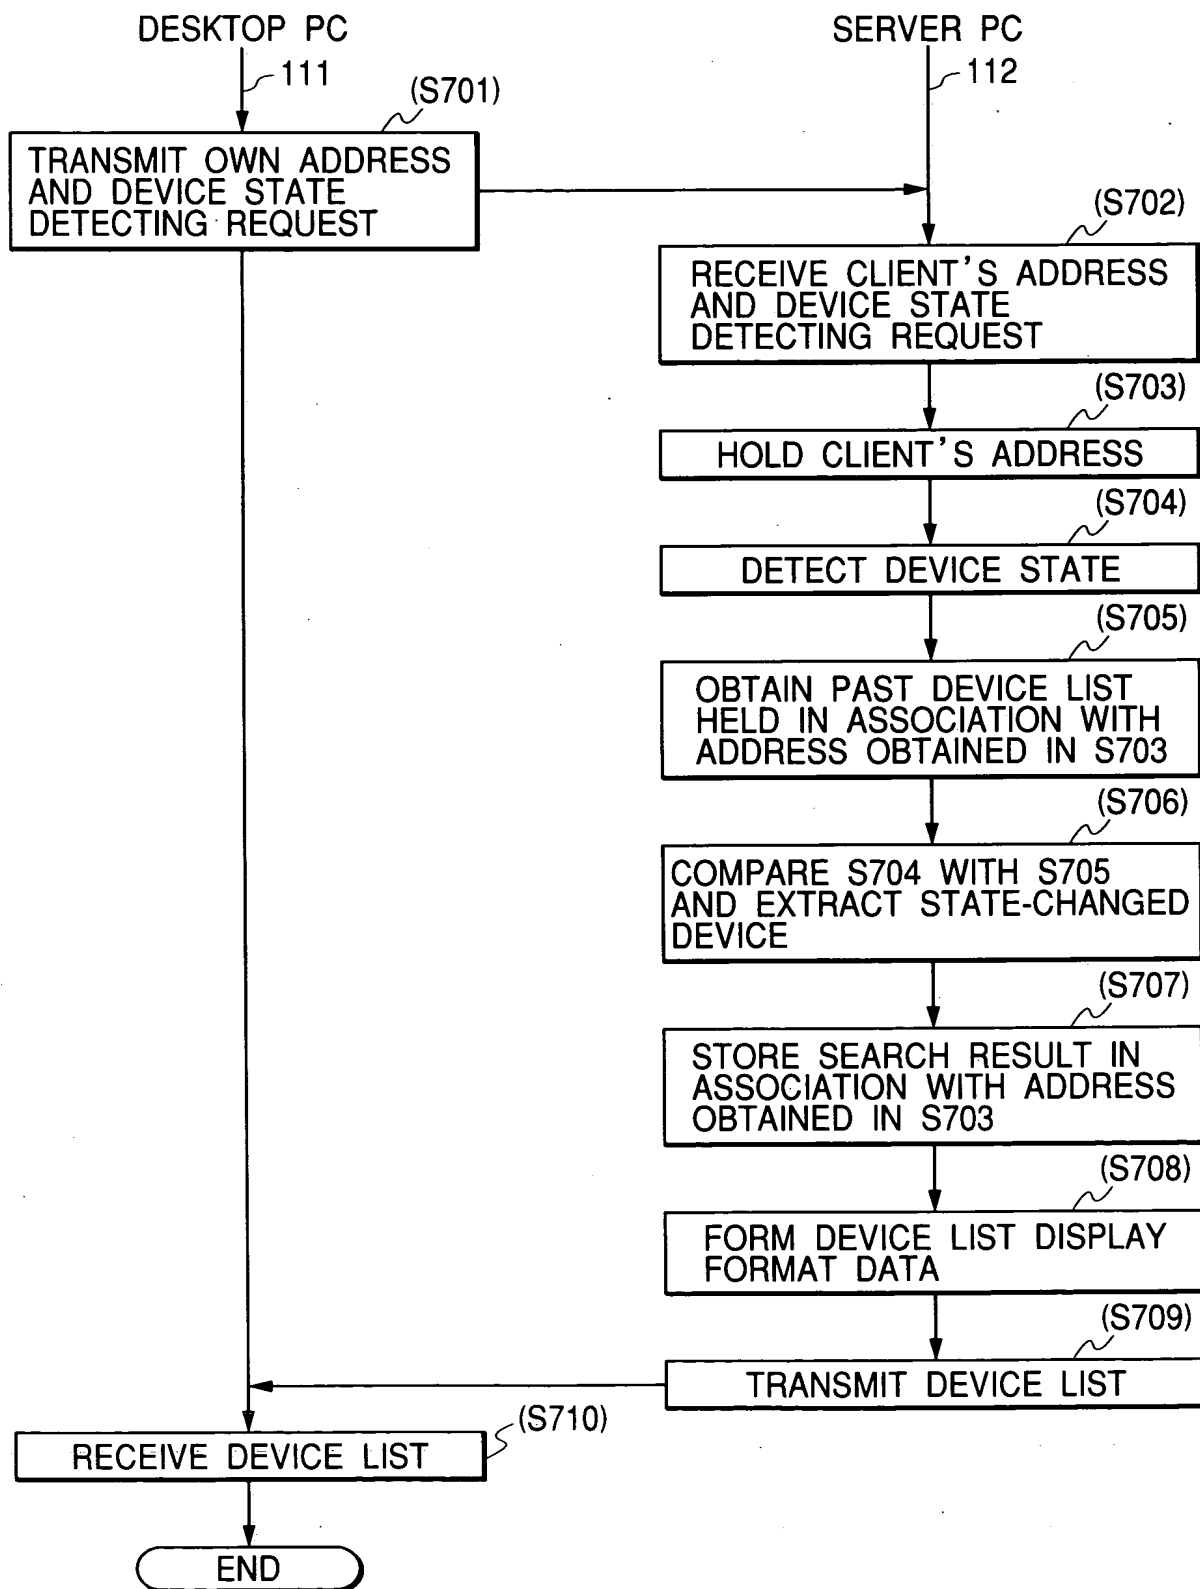 DESKTOP PC
SERVER PC
111
112
(S701)
TRANSMIT OWN ADDRESS
AND DEVICE STATE
DETECTING REQUEST
(S702)
RECEIVE CLIENT'S ADDRESS
AND DEVICE STATE
DETECTING REQUEST
(S703)
HOLD CLIENT'S ADDRESS
(S704)
DETECT DEVICE STATE
(S705)
OBTAIN PAST DEVICE LIST
HELD IN ASSOCIATION WITH
ADDRESS OBTAINED IN S703
(S706)
COMPARE S704 WITH S705
AND EXTRACT STATE-CHANGED
DEVICE
(S707)
STORE SEARCH RESULT IN
ASSOCIATION WITH ADDRESS
OBTAINED IN S703
(S708)
FORM DEVICE LIST DISPLAY
FORMAT DATA
(S709)
TRANSMIT DEVICE LIST
(S710)
RECEIVE DEVICE LIST
END